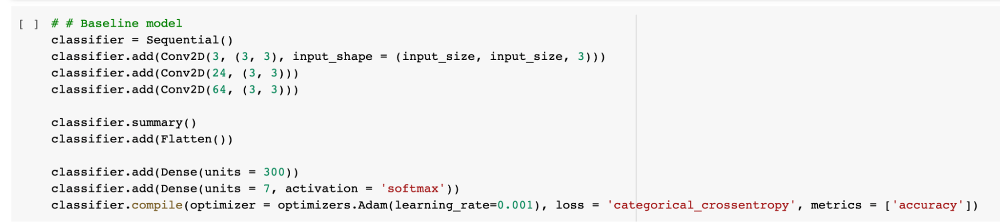 [ ] # # Baseline model
classifier = Sequential()
classifier.add(Conv2D(3, (3, 3), input_shape = (input_size, input_size, 3)))
classifier.add(Conv2D(24, (3, 3)))
classifier.add(Conv2D(64, (3, 3)))
classifier.summary()
classifier.add(Flatten())
classifier.add(Dense(units = 300))
classifier.add(Dense(units = 7, activation = 'softmax'))
classifier.compile(optimizer = optimizers.Adam(learning_rate=0.001), loss = 'categorical_crossentropy', metrics = ['accuracy'])